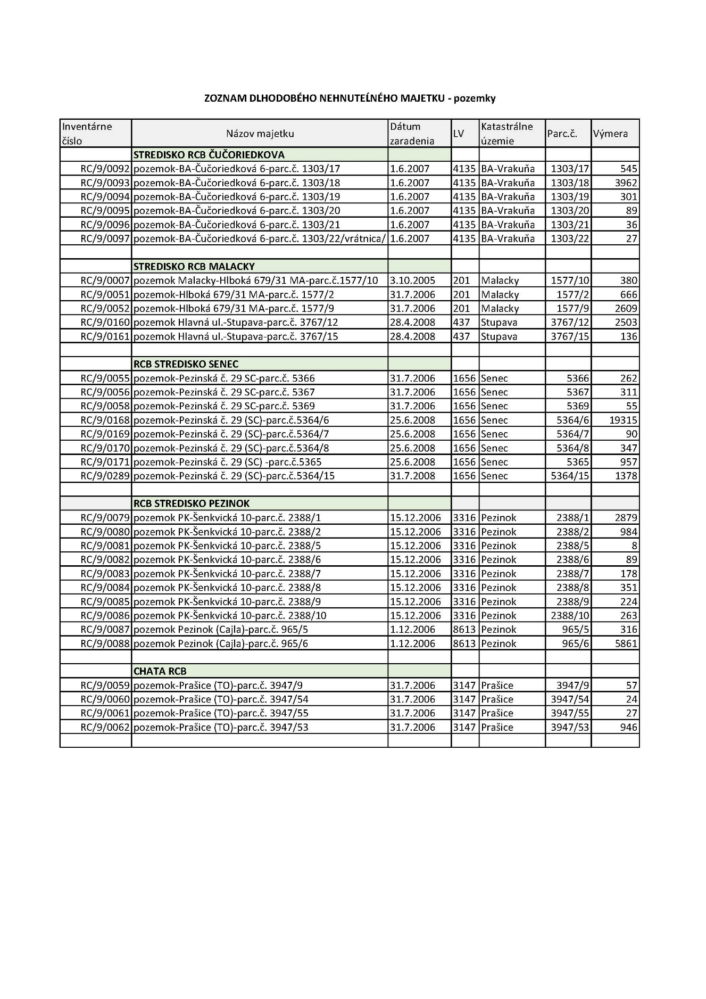 ZOZNAM DLHODOBÉHO NEHNUTEĹNÉHO MAJETKU - pozemky
Inventárne číslo Názov majetku Dátum zaradenia LV Katastrálne územie Parc.č. Výmera
STREDISKO RCB ČUČORIEDKOVA
RC/9/0092 pozemok-BA-Čučoriedková 6-parc.č. 1303/17 1.6.2007 4135 BA-Vrakuňa 1303/17 545
RC/9/0093 pozemok-BA-Čučoriedková 6-parc.č. 1303/18 1.6.2007 4135 BA-Vrakuňa 1303/18 3962
RC/9/0094 pozemok-BA-Čučoriedková 6-parc.č. 1303/19 1.6.2007 4135 BA-Vrakuňa 1303/19 301
RC/9/0095 pozemok-BA-Čučoriedková 6-parc.č. 1303/20 1.6.2007 4135 BA-Vrakuňa 1303/20 89
RC/9/0096 pozemok-BA-Čučoriedková 6-parc.č. 1303/21 1.6.2007 4135 BA-Vrakuňa 1303/21 36
RC/9/0097 pozemok-BA-Čučoriedková 6-parc.č. 1303/22/vrátnica/ 1.6.2007 4135 BA-Vrakuňa 1303/22 27
STREDISKO RCB MALACKY
RC/9/0007 pozemok Malacky-Hlboká 679/31 MA-parc.č.1577/10 3.10.2005 201 Malacky 1577/10 380
RC/9/0051 pozemok-Hlboká 679/31 MA-parc.č. 1577/2 31.7.2006 201 Malacky 1577/2 666
RC/9/0052 pozemok-Hlboká 679/31 MA-parc.č. 1577/9 31.7.2006 201 Malacky 1577/9 2609
RC/9/0160 pozemok Hlavná ul.-Stupava-parc.č. 3767/12 28.4.2008 437 Stupava 3767/12 2503
RC/9/0161 pozemok Hlavná ul.-Stupava-parc.č. 3767/15 28.4.2008 437 Stupava 3767/15 136
RCB STREDISKO SENEC
RC/9/0055 pozemok-Pezinská č. 29 SC-parc.č. 5366 31.7.2006 1656 Senec 5366 262
RC/9/0056 pozemok-Pezinská č. 29 SC-parc.č. 5367 31.7.2006 1656 Senec 5367 311
RC/9/0058 pozemok-Pezinská č. 29 SC-parc.č. 5369 31.7.2006 1656 Senec 5369 55
RC/9/0168 pozemok-Pezinská č. 29 (SC)-parc.č.5364/6 25.6.2008 1656 Senec 5364/6 19315
RC/9/0169 pozemok-Pezinská č. 29 (SC)-parc.č.5364/7 25.6.2008 1656 Senec 5364/7 90
RC/9/0170 pozemok-Pezinská č. 29 (SC)-parc.č.5364/8 25.6.2008 1656 Senec 5364/8 347
RC/9/0171 pozemok-Pezinská č. 29 (SC) -parc.č.5365 25.6.2008 1656 Senec 5365 957
RC/9/0289 pozemok-Pezinská č. 29 (SC)-parc.č.5364/15 31.7.2008 1656 Senec 5364/15 1378
RCB STREDISKO PEZINOK
RC/9/0079 pozemok PK-Šenkvická 10-parc.č. 2388/1 15.12.2006 3316 Pezinok 2388/1 2879
RC/9/0080 pozemok PK-Šenkvická 10-parc.č. 2388/2 15.12.2006 3316 Pezinok 2388/2 984
RC/9/0081 pozemok PK-Šenkvická 10-parc.č. 2388/5 15.12.2006 3316 Pezinok 2388/5 8
RC/9/0082 pozemok PK-Šenkvická 10-parc.č. 2388/6 15.12.2006 3316 Pezinok 2388/6 89
RC/9/0083 pozemok PK-Šenkvická 10-parc.č. 2388/7 15.12.2006 3316 Pezinok 2388/7 178
RC/9/0084 pozemok PK-Šenkvická 10-parc.č. 2388/8 15.12.2006 3316 Pezinok 2388/8 351
RC/9/0085 pozemok PK-Šenkvická 10-parc.č. 2388/9 15.12.2006 3316 Pezinok 2388/9 224
RC/9/0086 pozemok PK-Šenkvická 10-parc.č. 2388/10 15.12.2006 3316 Pezinok 2388/10 263
RC/9/0087 pozemok Pezinok (Cajla)-parc.č. 965/5 1.12.2006 8613 Pezinok 965/5 316
RC/9/0088 pozemok Pezinok (Cajla)-parc.č. 965/6 1.12.2006 8613 Pezinok 965/6 5861
CHATA RCB
RC/9/0059 pozemok-Prašice (TO)-parc.č. 3947/9 31.7.2006 3147 Prašice 3947/9 57
RC/9/0060 pozemok-Prašice (TO)-parc.č. 3947/54 31.7.2006 3147 Prašice 3947/54 24
RC/9/0061 pozemok-Prašice (TO)-parc.č. 3947/55 31.7.2006 3147 Prašice 3947/55 27
RC/9/0062 pozemok-Prašice (TO)-parc.č. 3947/53 31.7.2006 3147 Prašice 3947/53 946